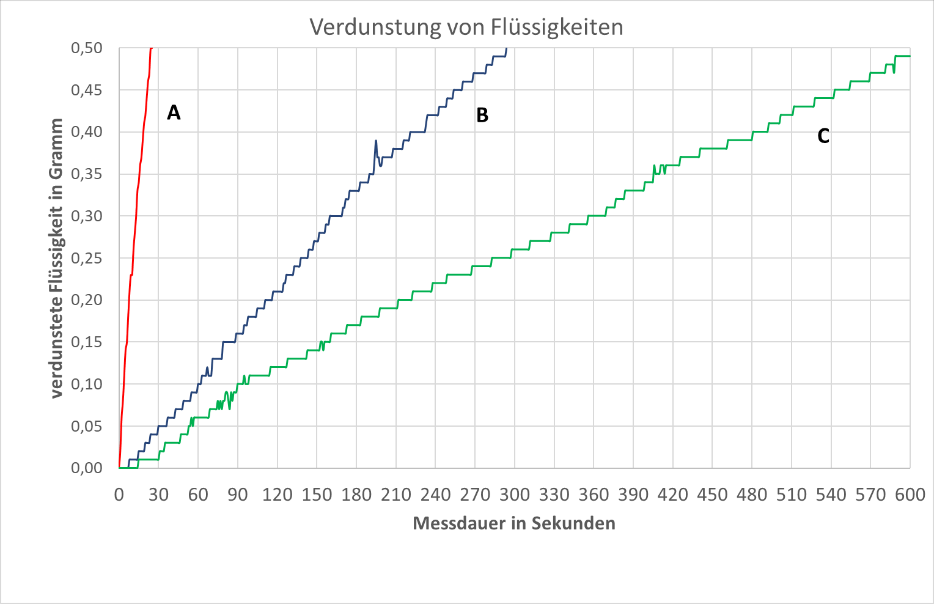 Verdunstung von Flüssigkeiten
0,50
0,45
0,40
0,35
0,30
0,25
0,20
0,15
0,10
0,05
0,00
verdunstete Flüssigkeit in Gramm
A
B
C
0 30 60 90 120 150 180 210 240 270 300 330 360 390 420 450 480 510 540 570 600
Messdauer in Sekunden